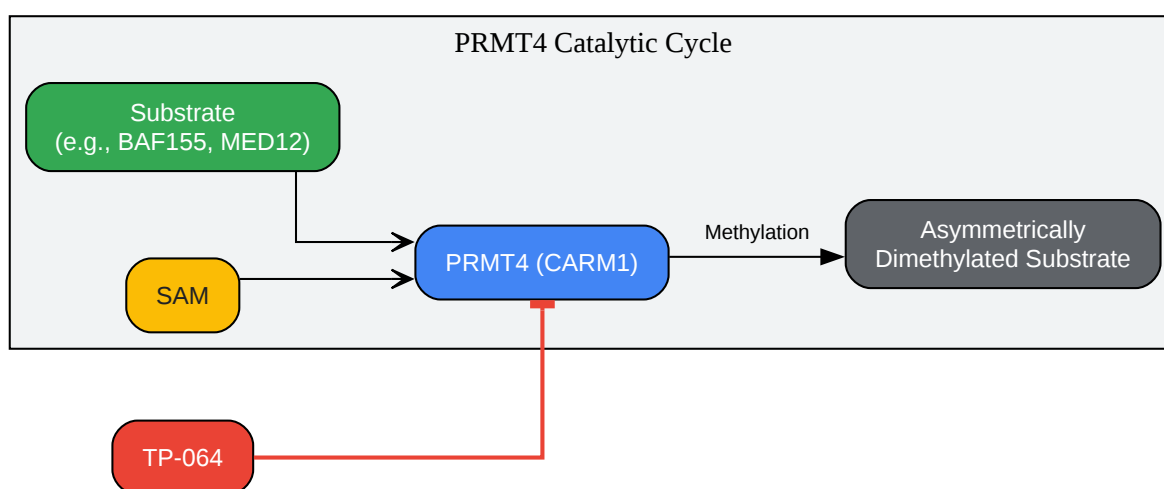 PRMT4 Catalytic Cycle
Substrate
(e.g., BAF155, MED12)
SAM
PRMT4 (CARM1)
Methylation
Asymmetrically
Dimethylated Substrate
TP-064